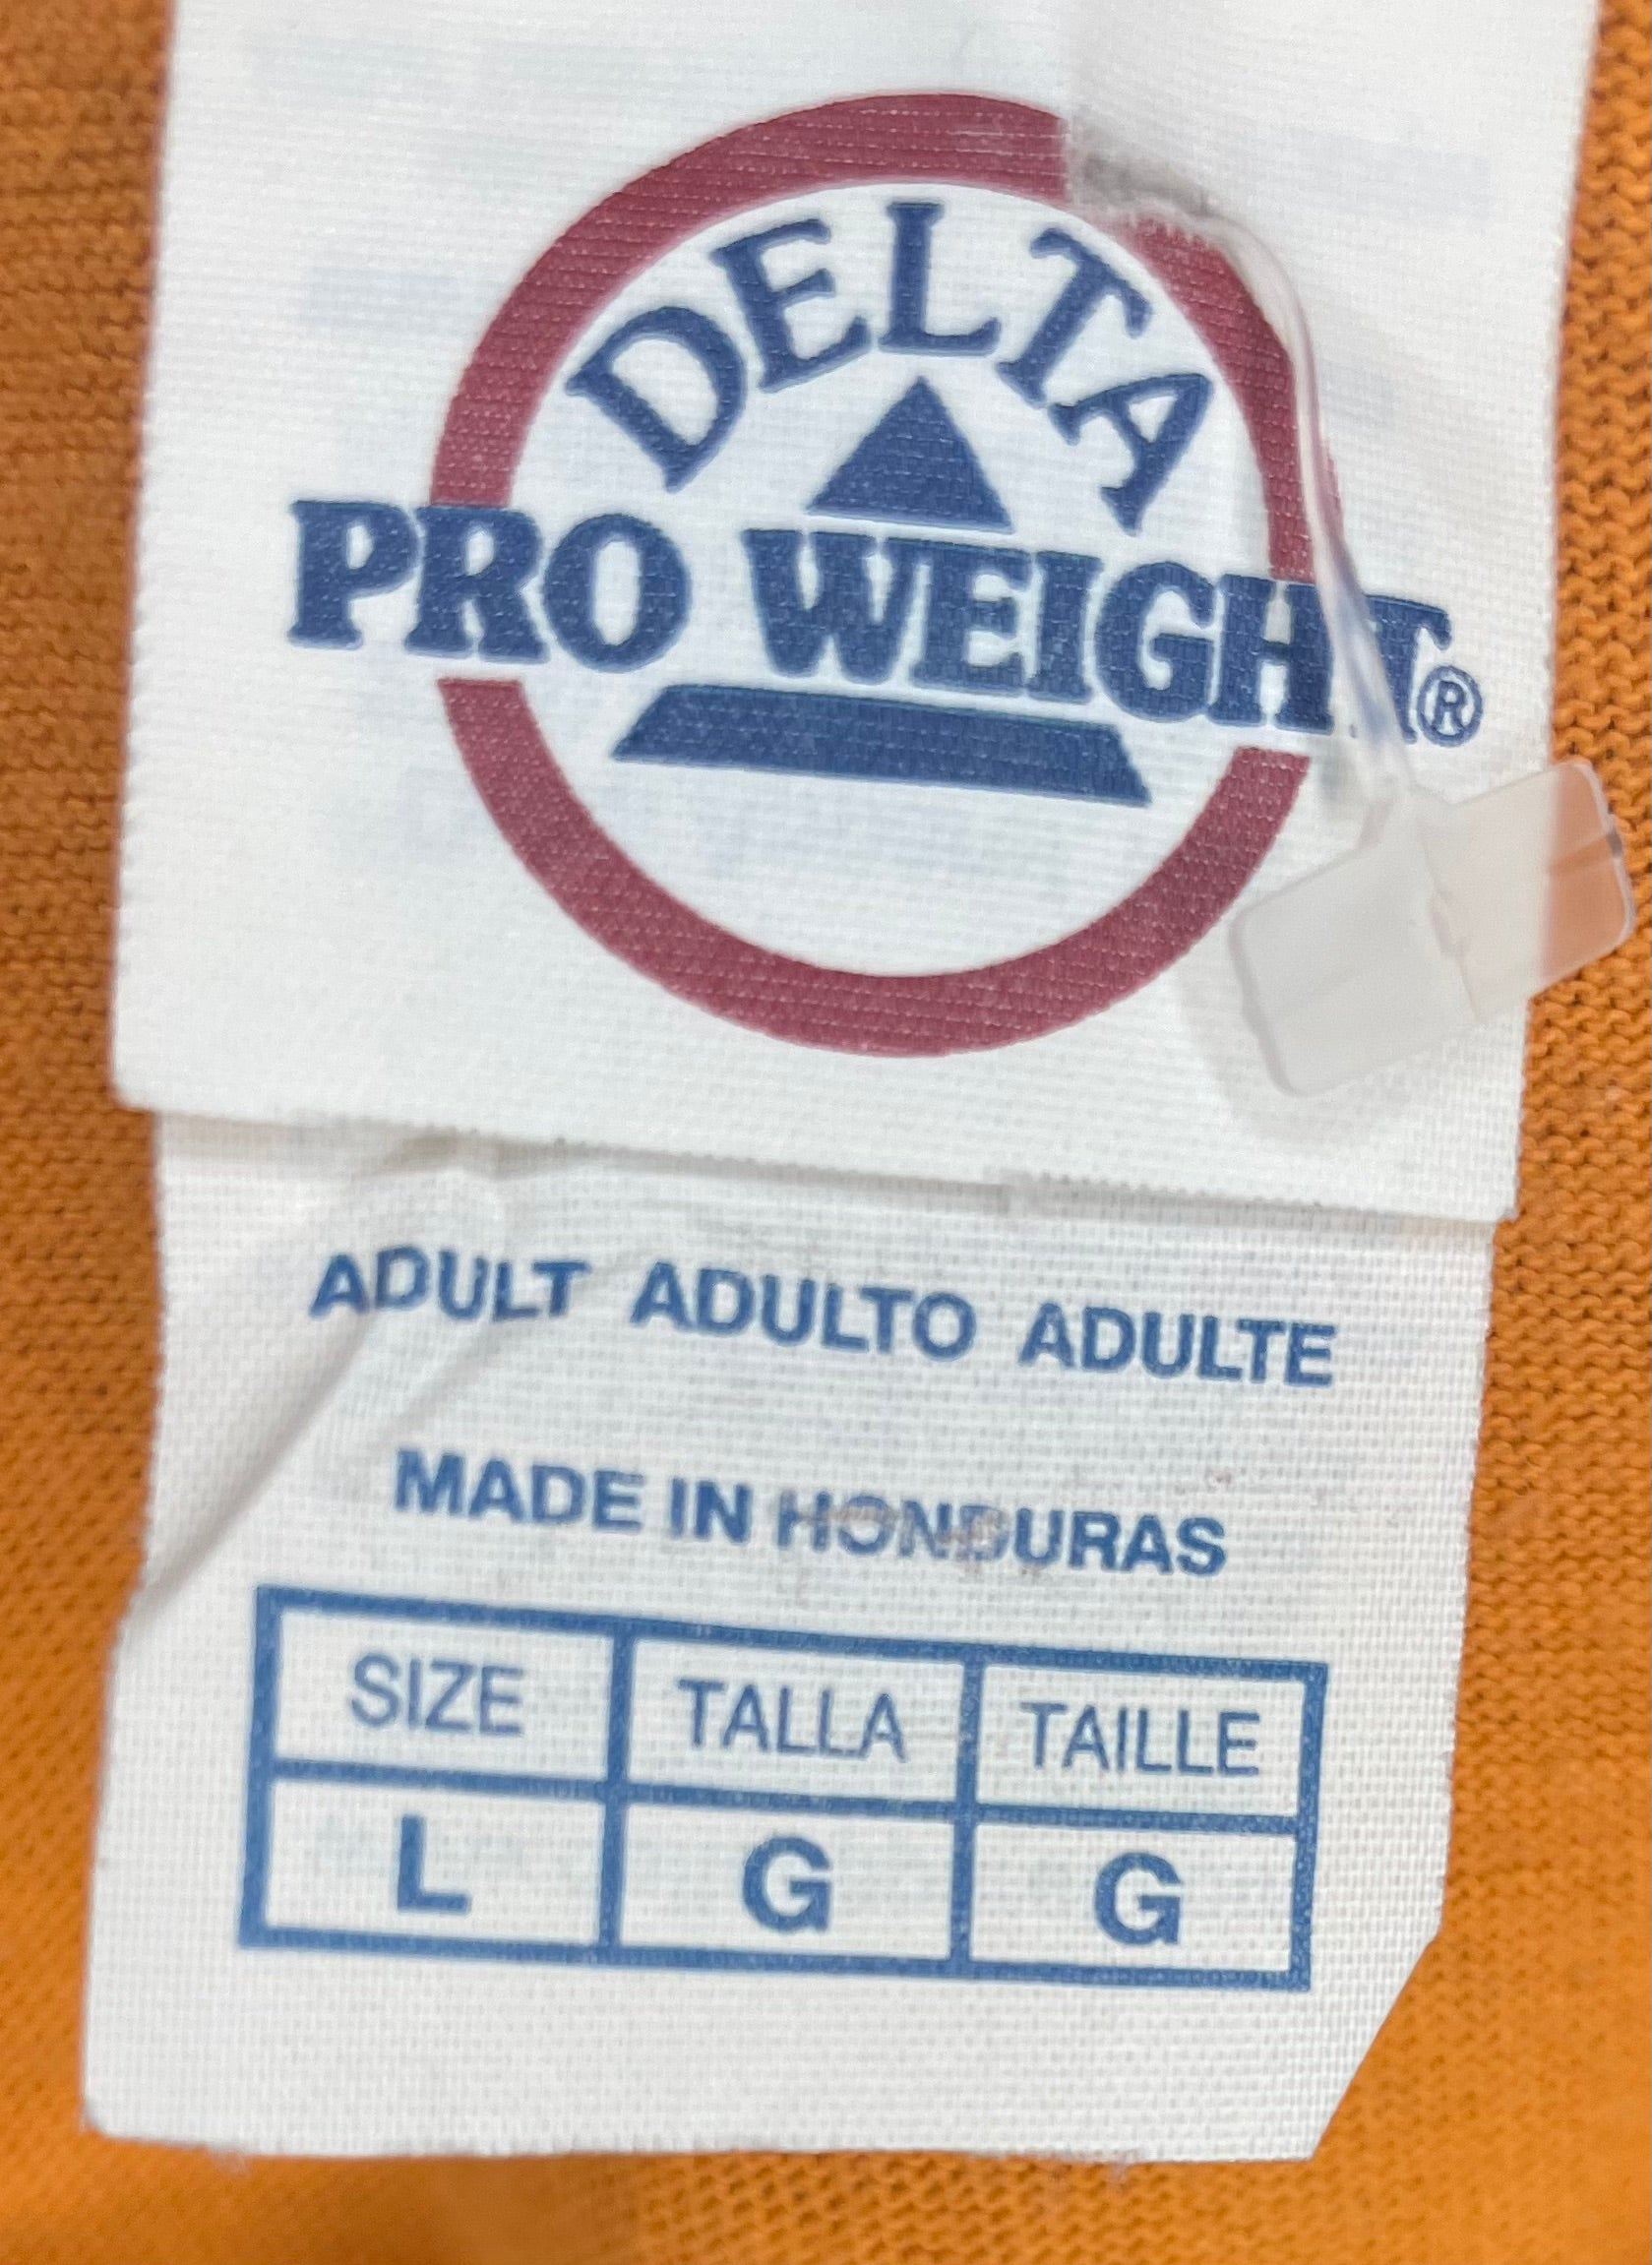 DELTA
PRO WEIGHT®
ADULT ADULTO ADULTE
MADE IN HONDURAS
SIZE TALLA TAILLE
L G G